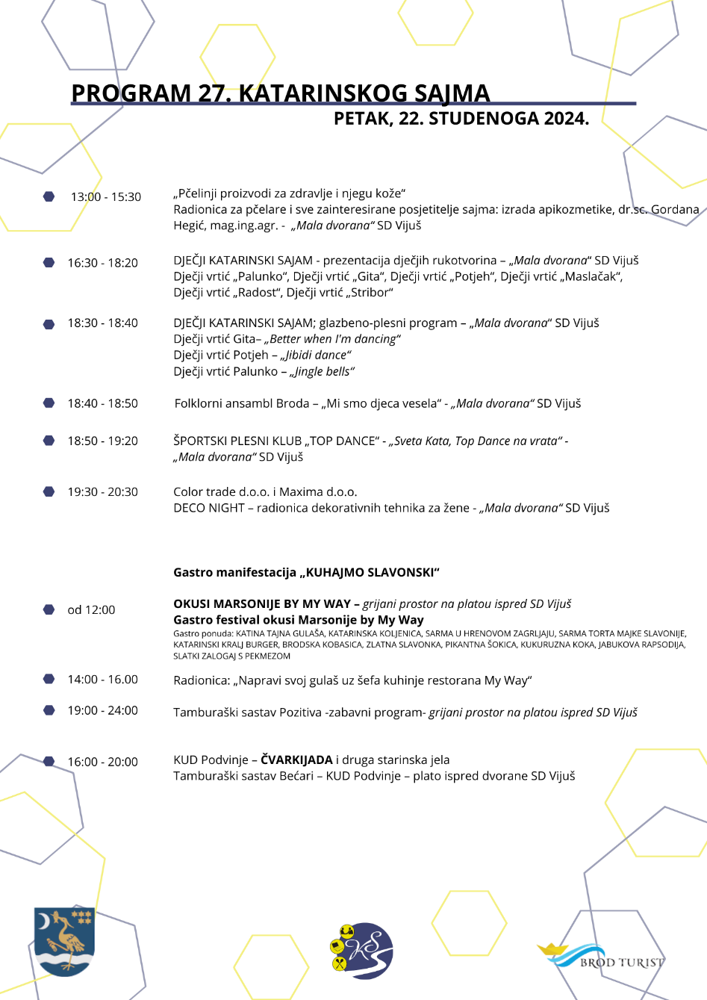 PROGRAM 27. KATARINSKOG SAJMA
PETAK, 22. STUDENOGA 2024.
13:00 - 15:30
„Pčelinji proizvodi za zdravlje i njegu kože“
Radionica za pčelare i sve zainteresirane posjetitelje sajma: izrada apikozmetike, dr.sc. Gordana
Hegić, mag.ing.agr. - „Mala dvorana“ SD Vijuš
16:30 - 18:20
DJEČJI KATARINSKI SAJAM - prezentacija dječjih rukotvorina – „Mala dvorana“ SD Vijuš
Dječji vrtić „Palunko“, Dječji vrtić „Gita“, Dječji vrtić „Potjeh“, Dječji vrtić „Maslačak“,
Dječji vrtić „Radost“, Dječji vrtić „Stribor“
18:30 - 18:40
DJEČJI KATARINSKI SAJAM; glazbeno-plesni program – „Mala dvorana“ SD Vijuš
Dječji vrtić Gita– „Better when I'm dancing“
Dječji vrtić Potjeh – „Jibidi dance“
Dječji vrtić Palunko – „Jingle bells“
18:40 - 18:50
Folklorni ansambl Broda – „Mi smo djeca vesela“ - „Mala dvorana“ SD Vijuš
18:50 - 19:20
ŠPORTSKI PLESNI KLUB „TOP DANCE“ - „Sveta Kata, Top Dance na vrata“ -
„Mala dvorana“ SD Vijuš
19:30 - 20:30
Color trade d.o.o. i Maxima d.o.o.
DECO NIGHT – radionica dekorativnih tehnika za žene - „Mala dvorana“ SD Vijuš
Gastro manifestacija „KUHAJMO SLAVONSKI“
od 12:00
OKUSI MARSONIJE BY MY WAY – grijani prostor na platou ispred SD Vijuš
Gastro festival okusi Marsonije by My Way
Gastro ponuda: KATINA TAJNA GULAŠA, KATARINSKA KOLJENICA, SARMA U HRENOVOM ZAGRLJAJU, SARMA TORTA MAJKE SLAVONIJE,
KATARINSKI KRALJ BURGER, BRODSKA KOBASICA, ZLATNA SLAVONKA, PIKANTNA ŠOKICA, KUKURUZNA KOKA, JABUKOVA RAPSODIJA,
SLATKI ZALOGAJ S PEKMEZOM
14:00 - 16.00
Radionica: „Napravi svoj gulaš uz šefa kuhinje restorana My Way“
19:00 - 24:00
Tamburaški sastav Pozitiva -zabavni program- grijani prostor na platou ispred SD Vijuš
16:00 - 20:00
KUD Podvinje – ČVARKIJADA i druga starinska jela
Tamburaški sastav Bećari – KUD Podvinje – plato ispred dvorane SD Vijuš
KS
BROD TURIST